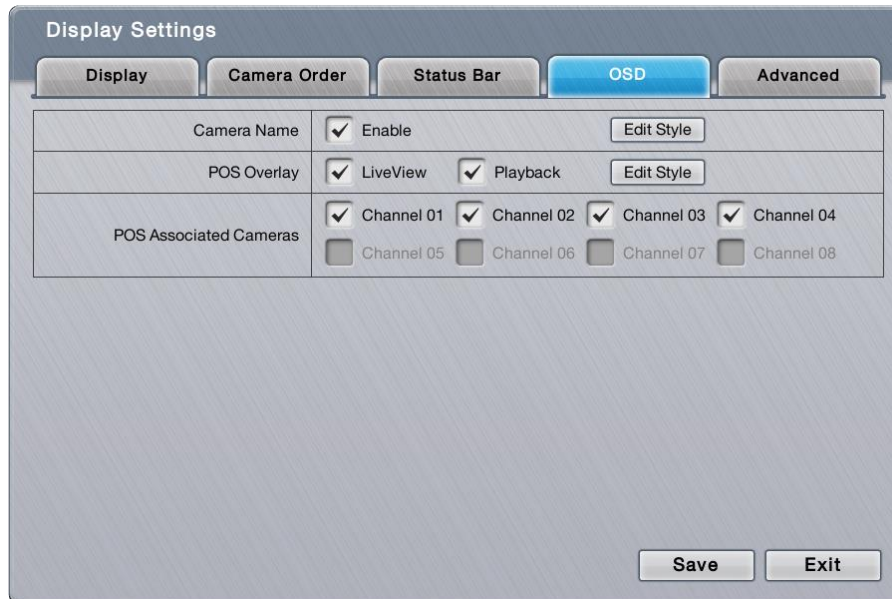 Display Settings
Display Camera Order Status Bar OSD Advanced
Camera Name Enable Edit Style
POS Overlay LiveView Playback Edit Style
POS Associated Cameras
Channel 01 Channel 02 Channel 03 Channel 04
Channel 05 Channel 06 Channel 07 Channel 08
Save Exit